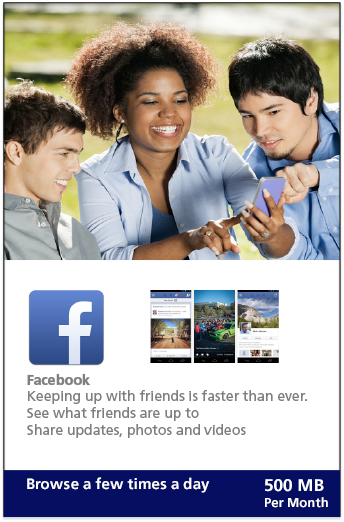 Facebook
Keeping up with friends is faster than ever.
See what friends are up to
Share updates, photos and videos
Browse a few times a day
500 MB
Per Month